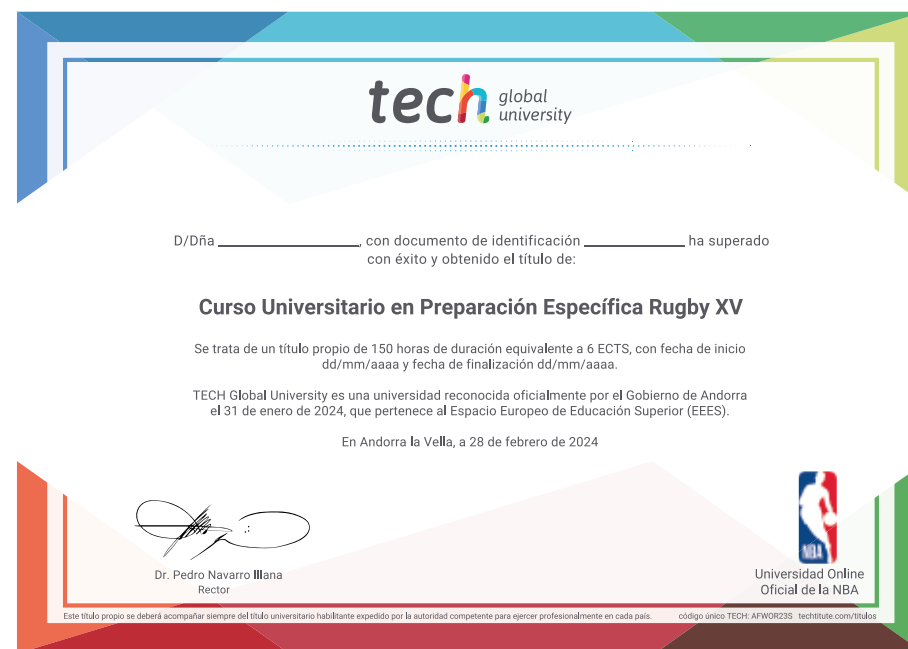 tech global university
D/Dña ____________________, con documento de identificación ______________ ha superado
con éxito y obtenido el título de:
Curso Universitario en Preparación Específica Rugby XV
Se trata de un título propio de 150 horas de duración equivalente a 6 ECTS, con fecha de inicio
dd/mm/aaaa y fecha de finalización dd/mm/aaaa.
TECH Global University es una universidad reconocida oficialmente por el Gobierno de Andorra
el 31 de enero de 2024, que pertenece al Espacio Europeo de Educación Superior (EEES).
En Andorra la Vella, a 28 de febrero de 2024
Dr. Pedro Navarro Illana
Rector
NBA
Universidad Online
Oficial de la NBA
Este título propio se deberá acompañar siempre del título universitario habilitante expedido por la autoridad competente para ejercer profesionalmente en cada país.
código único TECH: AFWOR23S techtitute.com/titulos